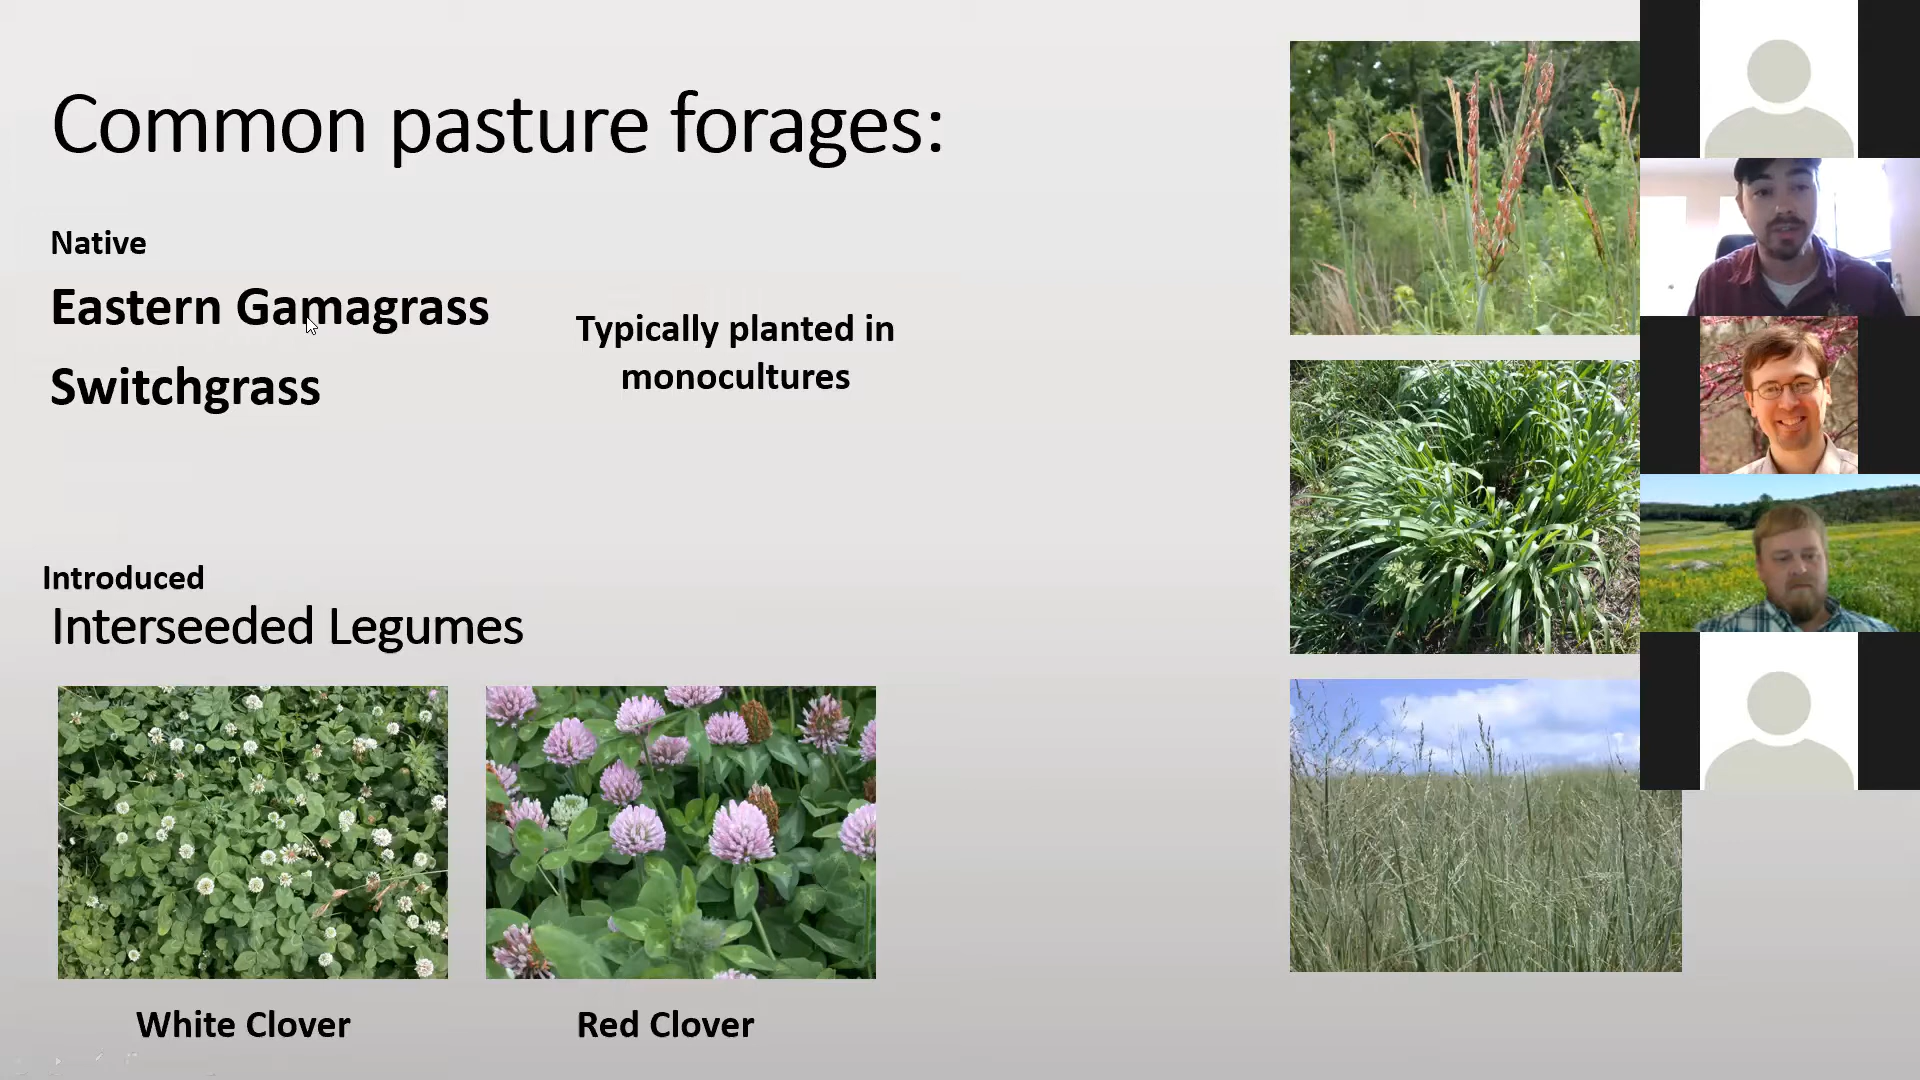 Common pasture forages:
Native
Eastern Gamagrass
Switchgrass
Typically planted in
monocultures
Introduced
Interseeded Legumes
White Clover
Red Clover